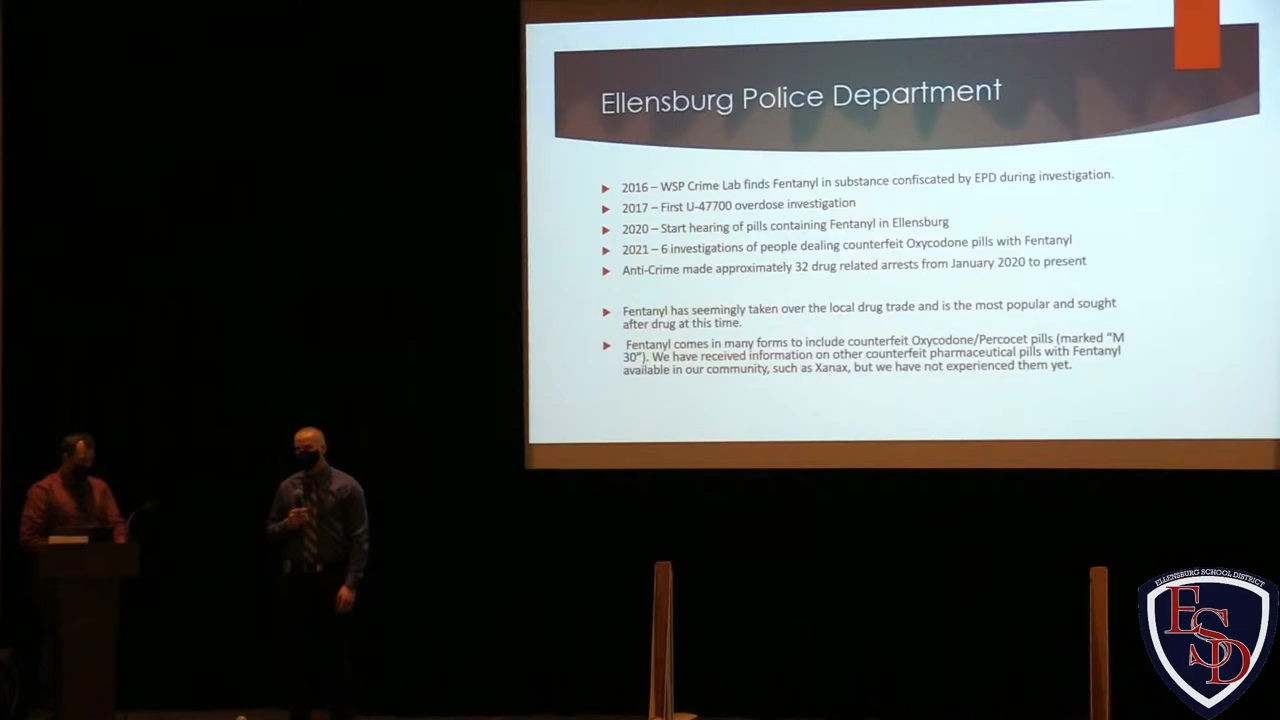 Ellensburg Police Department
2016 – WSP Crime Lab finds Fentanyl in substance confiscated by EPD during investigation.
2017 – First U-47700 overdose investigation
2020 – Start hearing of pills containing Fentanyl in Ellensburg
2021 – 6 investigations of people dealing counterfeit Oxycodone pills with Fentanyl
Anti-Crime made approximately 32 drug related arrests from January 2020 to present
Fentanyl has seemingly taken over the local drug trade and is the most popular and sought
after drug at this time.
Fentanyl comes in many forms to include counterfeit Oxycodone/Percocet pills (marked "M
30"). We have received information on other counterfeit pharmaceutical pills with Fentanyl
available in our community, such as Xanax, but we have not experienced them yet.
ELLENSBURG SCHOOL DISTRICT
ESD